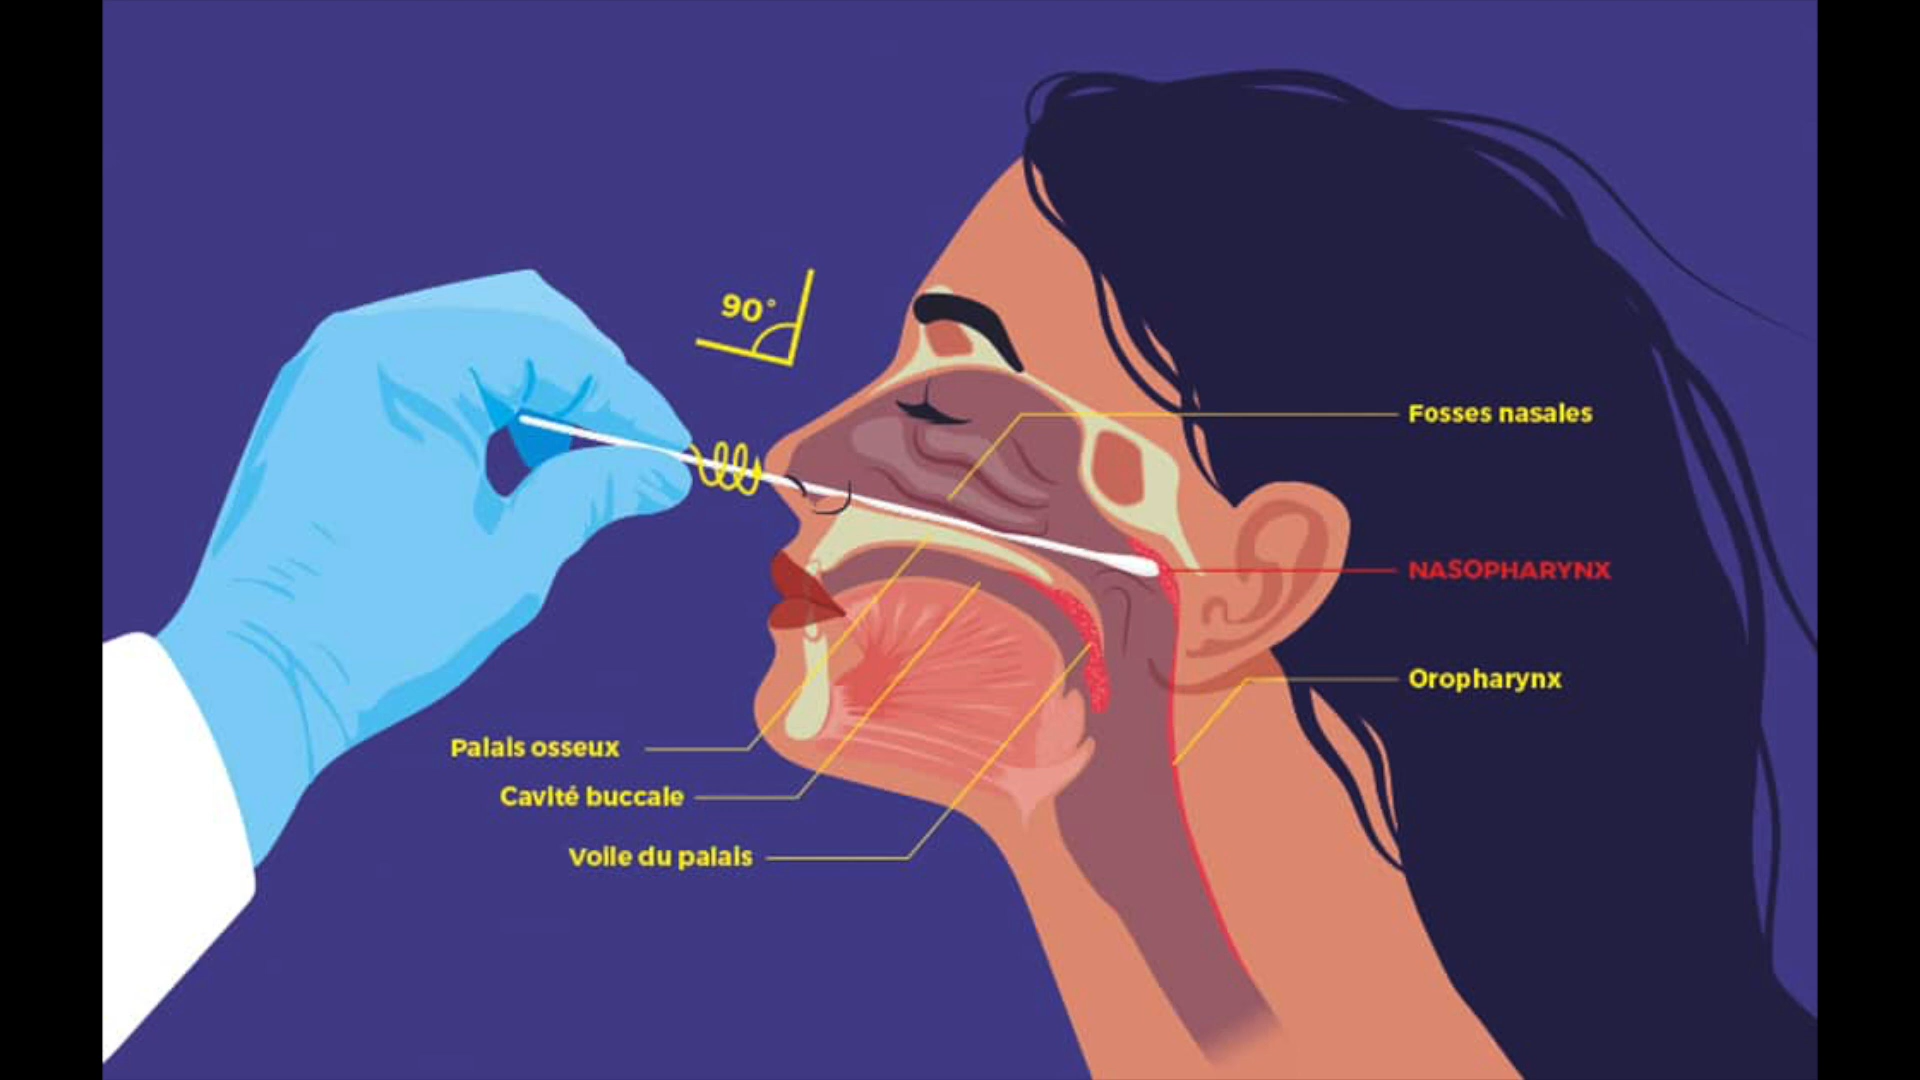 90°
Fosses nasales
NASOPHARYNX
Oropharynx
Palais osseux
Cavité buccale
Voile du palais